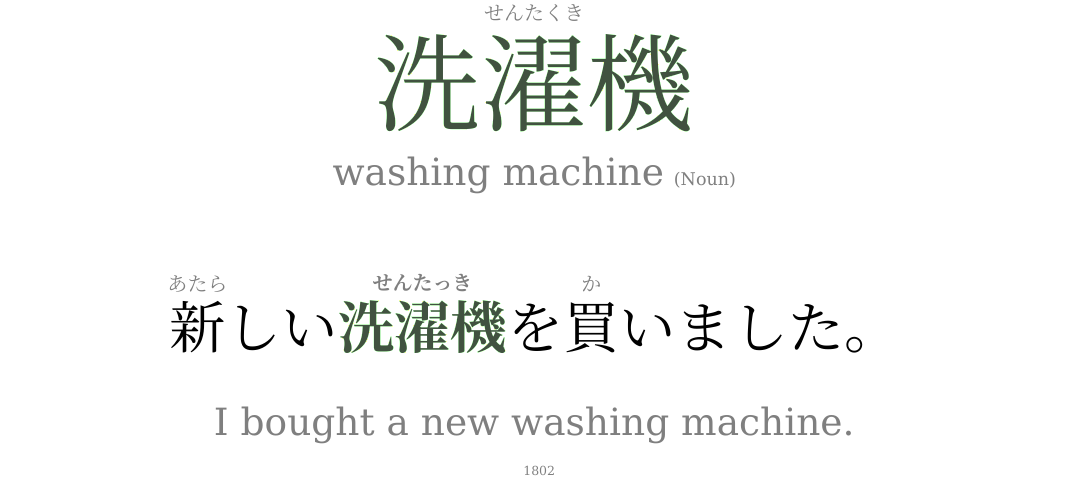 せんたくき
洗濯機
washing machine (Noun)
あたら せんたっき か
新しい洗濯機を買いました。
I bought a new washing machine.
1802